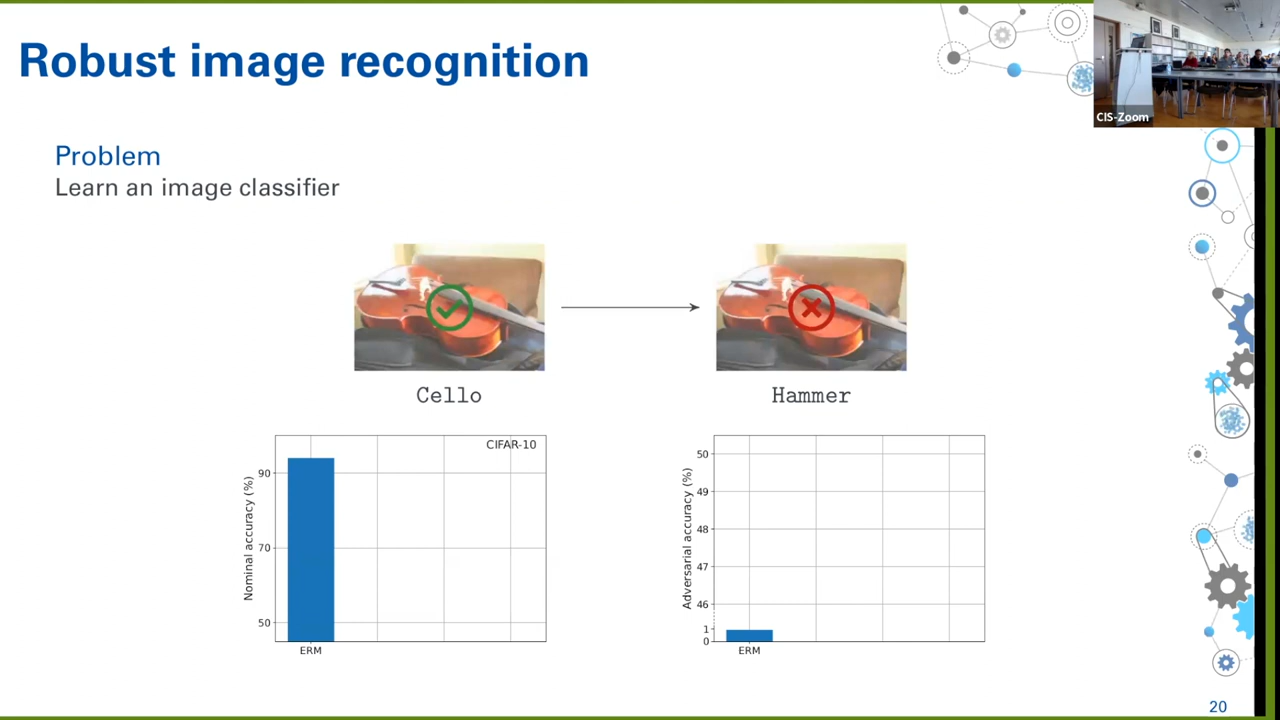 Robust image recognition
CIS-Zoom
Problem
Learn an image classifier
Cello
Hammer
CIFAR-10
Nominal accuracy (%)
90
70
50
ERM
Adversarial accuracy (%)
50
49
48
47
46
1
0
ERM
20